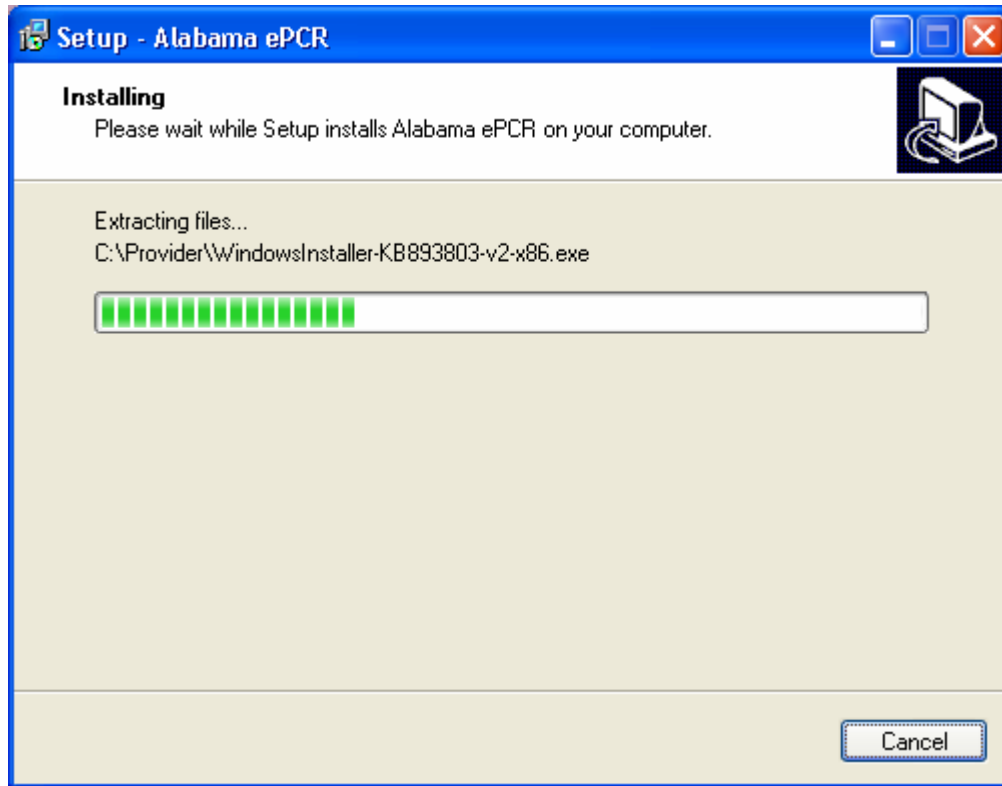 Setup - Alabama ePCR
Installing
Please wait while Setup installs Alabama ePCR on your computer.
Extracting files...
C:\Provider\WindowsInstaller-KB893803-v2-x86.exe
Cancel